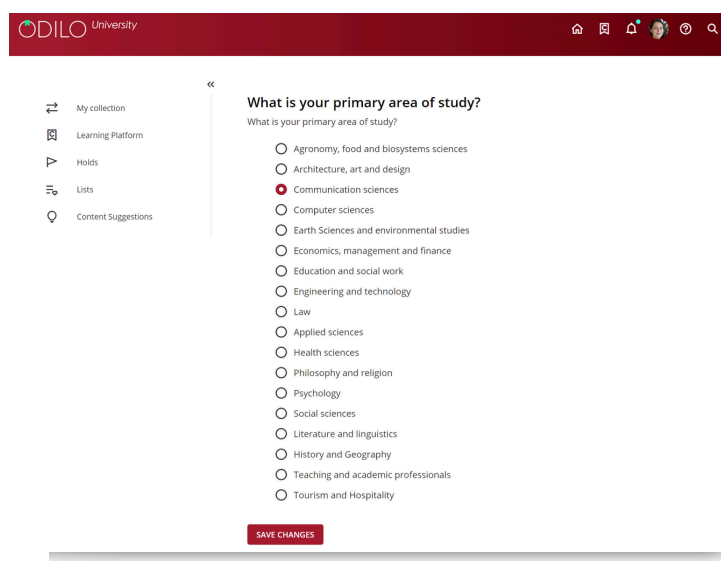 ODILO University
My collection
Learning Platform
Holds
Lists
Content Suggestions
What is your primary area of study?
What is your primary area of study?
Agronomy, food and biosystems sciences
Architecture, art and design
Communication sciences
Computer sciences
Earth Sciences and environmental studies
Economics, management and finance
Education and social work
Engineering and technology
Law
Applied sciences
Health sciences
Philosophy and religion
Psychology
Social sciences
Literature and linguistics
History and Geography
Teaching and academic professionals
Tourism and Hospitality
SAVE CHANGES